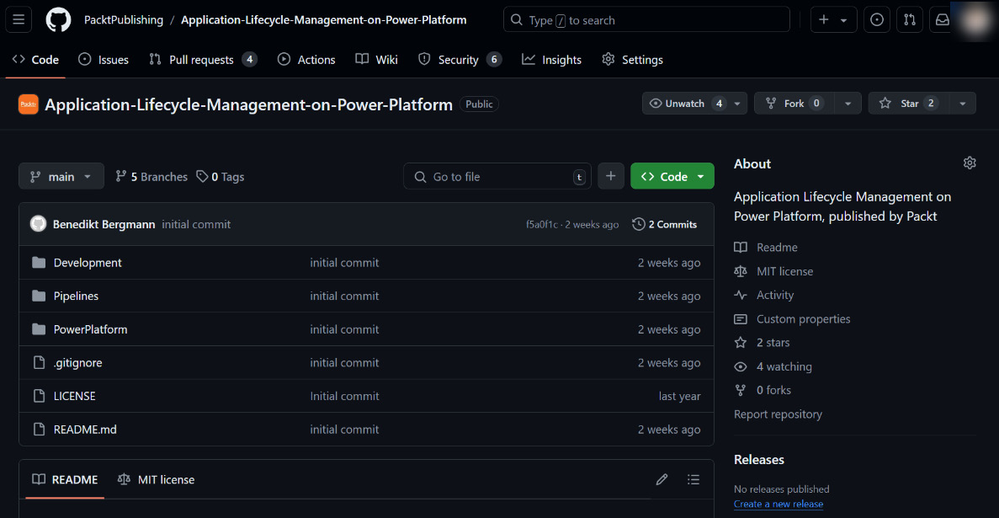 PacktPublishing / Application-Lifecycle-Management-on-Power-Platform Type / to search
Code Issues Pull requests 4 Actions Wiki Security 6 Insights Settings
Packt Application-Lifecycle-Management-on-Power-Platform Public Unwatch 4 Fork 0 Star 2
main 5 Branches 0 Tags Go to file t Code
Benedikt Bergmann initial commit f5a0f1c · 2 weeks ago 2 Commits
Development initial commit 2 weeks ago
Pipelines initial commit 2 weeks ago
PowerPlatform initial commit 2 weeks ago
.gitignore initial commit 2 weeks ago
LICENSE Initial commit last year
README.md initial commit 2 weeks ago
README MIT license
About
Application Lifecycle Management on
Power Platform, published by Packt
Readme
MIT license
Activity
Custom properties
2 stars
4 watching
0 forks
Report repository
Releases
No releases published
Create a new release